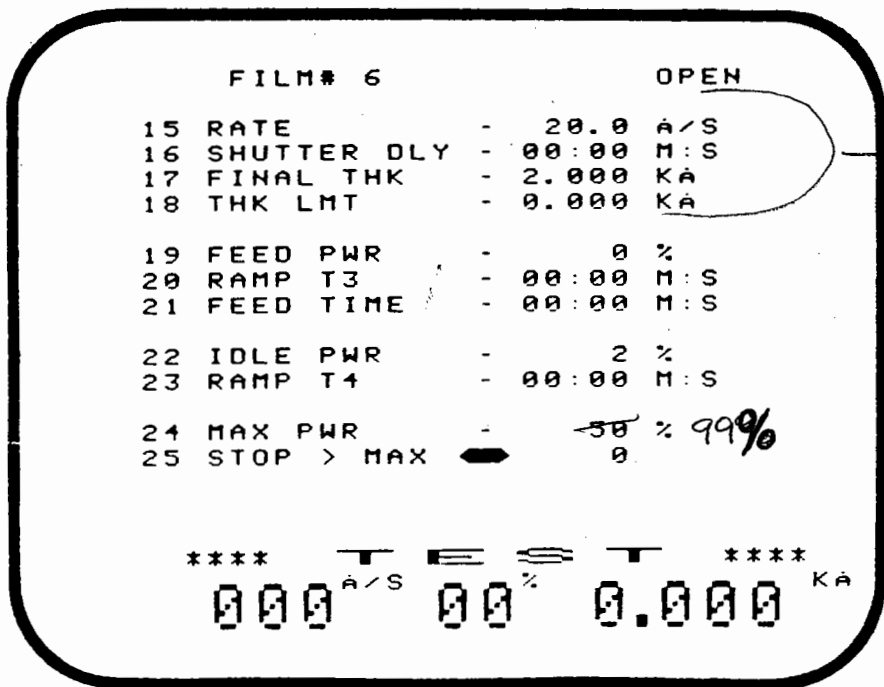 FILM# 6 OPEN
15 RATE - 20.0 Å/S
16 SHUTTER DLY - 00:00 M:S
17 FINAL THK - 2.000 KÅ
18 THK LMT - 0.000 KÅ
19 FEED PWR - 0 %
20 RAMP T3 - 00:00 M:S
21 FEED TIME - 00:00 M:S
22 IDLE PWR - 2 %
23 RAMP T4 - 00:00 M:S
24 MAX PWR - 50 % 99%
25 STOP > MAX 0
**** TEST ****
000 Å/S 00 % 0.000 KÅ